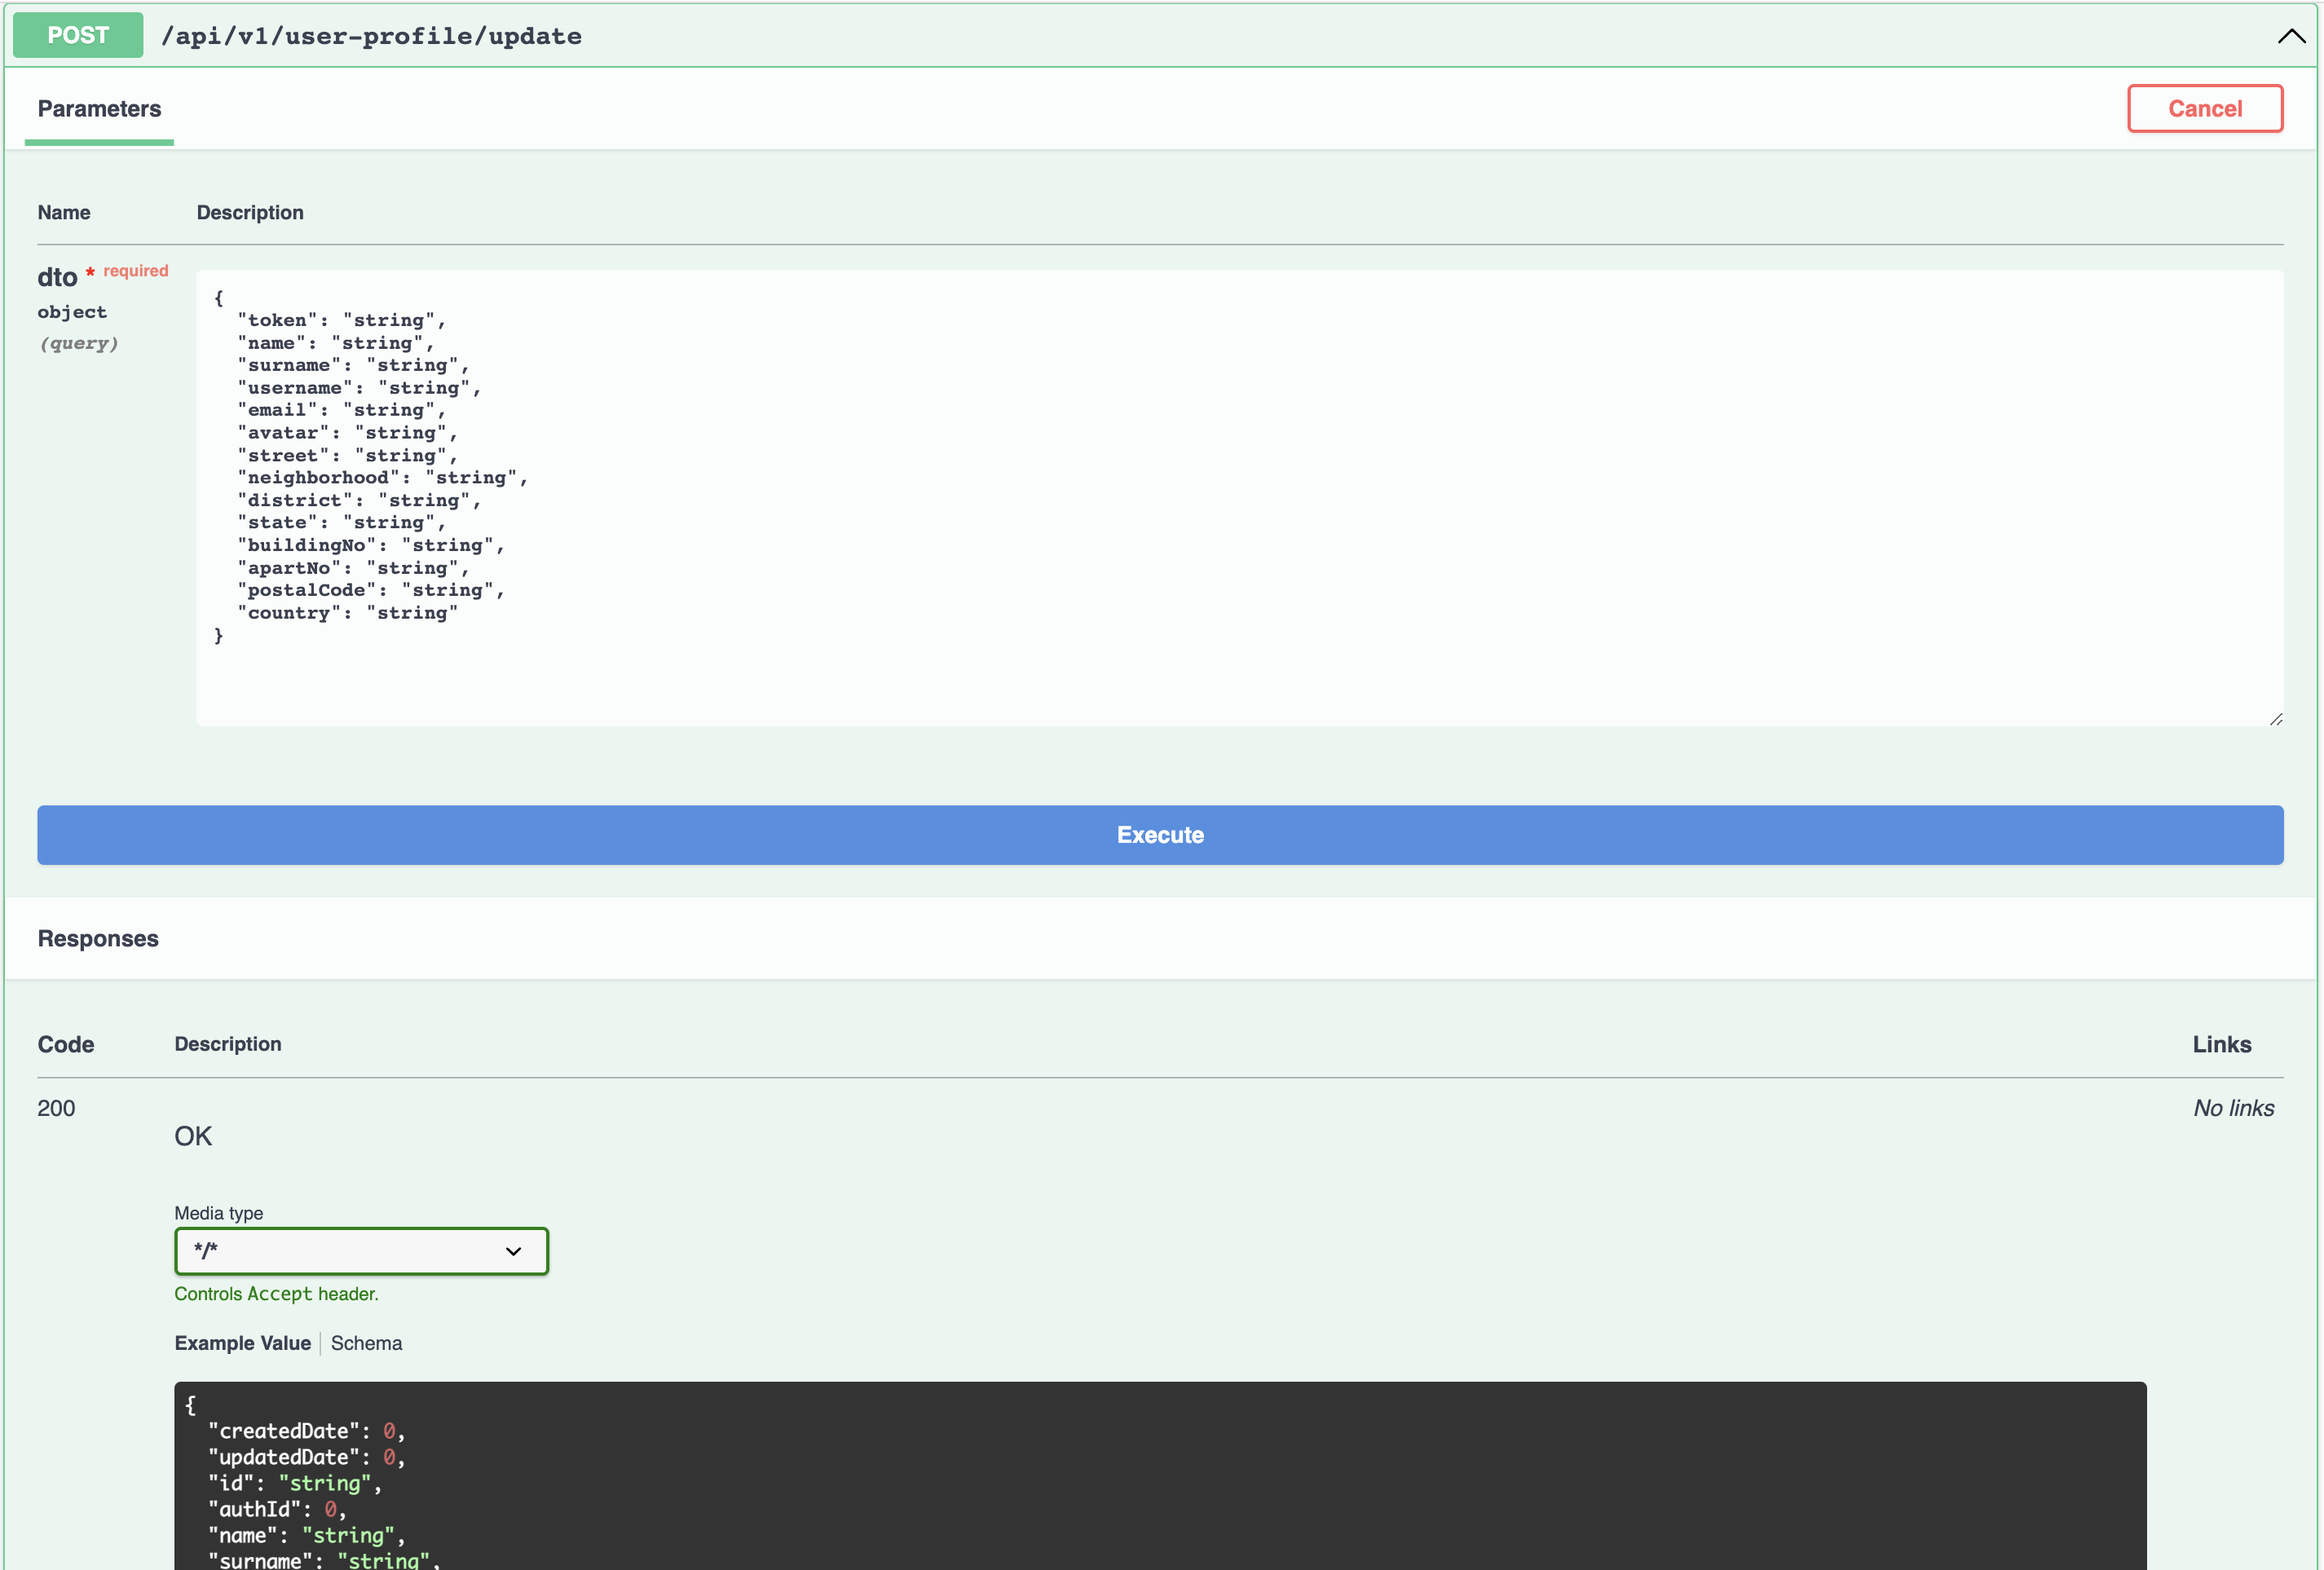 POST /api/v1/user-profile/update
Parameters
Cancel
Name Description
dto * required
object
(query)
{
  "token": "string",
  "name": "string",
  "surname": "string",
  "username": "string",
  "email": "string",
  "avatar": "string",
  "street": "string",
  "neighborhood": "string",
  "district": "string",
  "state": "string",
  "buildingNo": "string",
  "apartNo": "string",
  "postalCode": "string",
  "country": "string"
}
Execute
Responses
Code Description Links
200 No links
OK
Media type
*/*
Controls Accept header.
Example Value Schema
{
  "createdDate": 0,
  "updatedDate": 0,
  "id": "string",
  "authId": 0,
  "name": "string",
  "surname": "string",